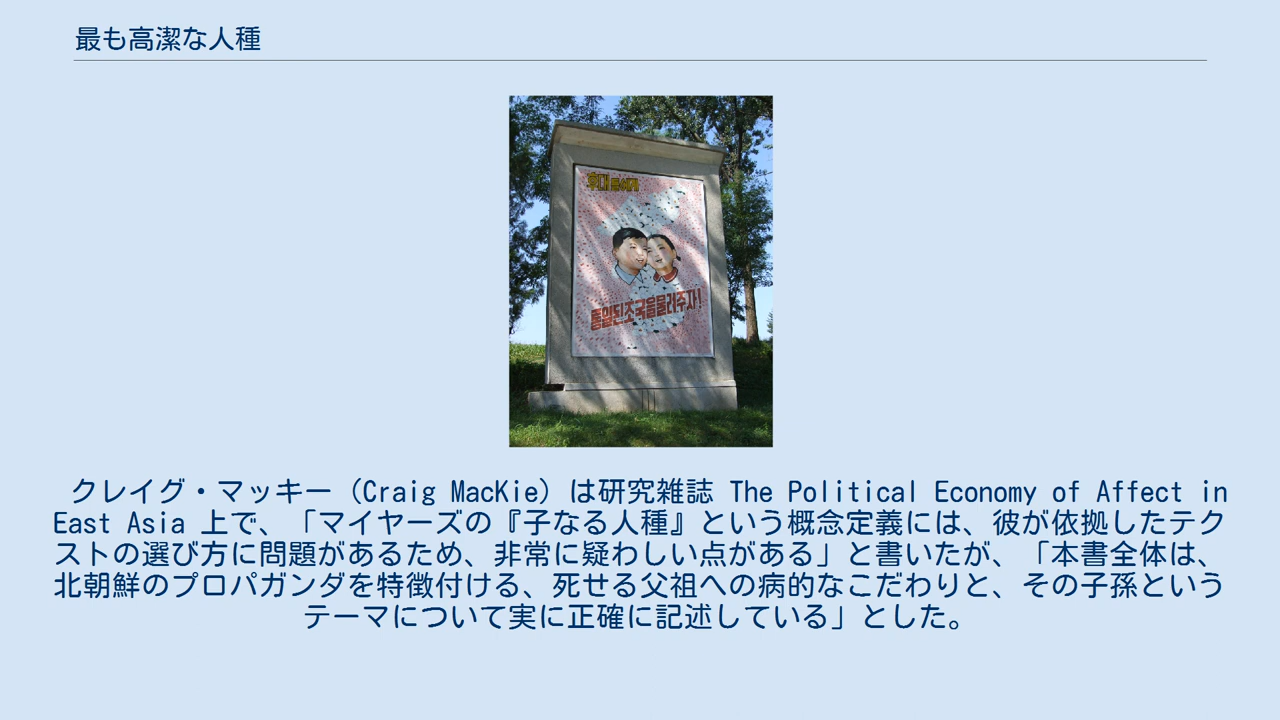 最も高潔な人種
후대들에게
통일된조국을물려주자!
クレイグ・マッキー（Craig MacKie）は研究雑誌 The Political Economy of Affect in
East Asia 上で、「マイヤーズの『子なる人種』という概念定義には、彼が依拠したテク
ストの選び方に問題があるため、非常に疑わしい点がある」と書いたが、「本書全体は、
北朝鮮のプロパガンダを特徴付ける、死せる父祖への病的なこだわりと、その子孫という
テーマについて実に正確に記述している」とした。